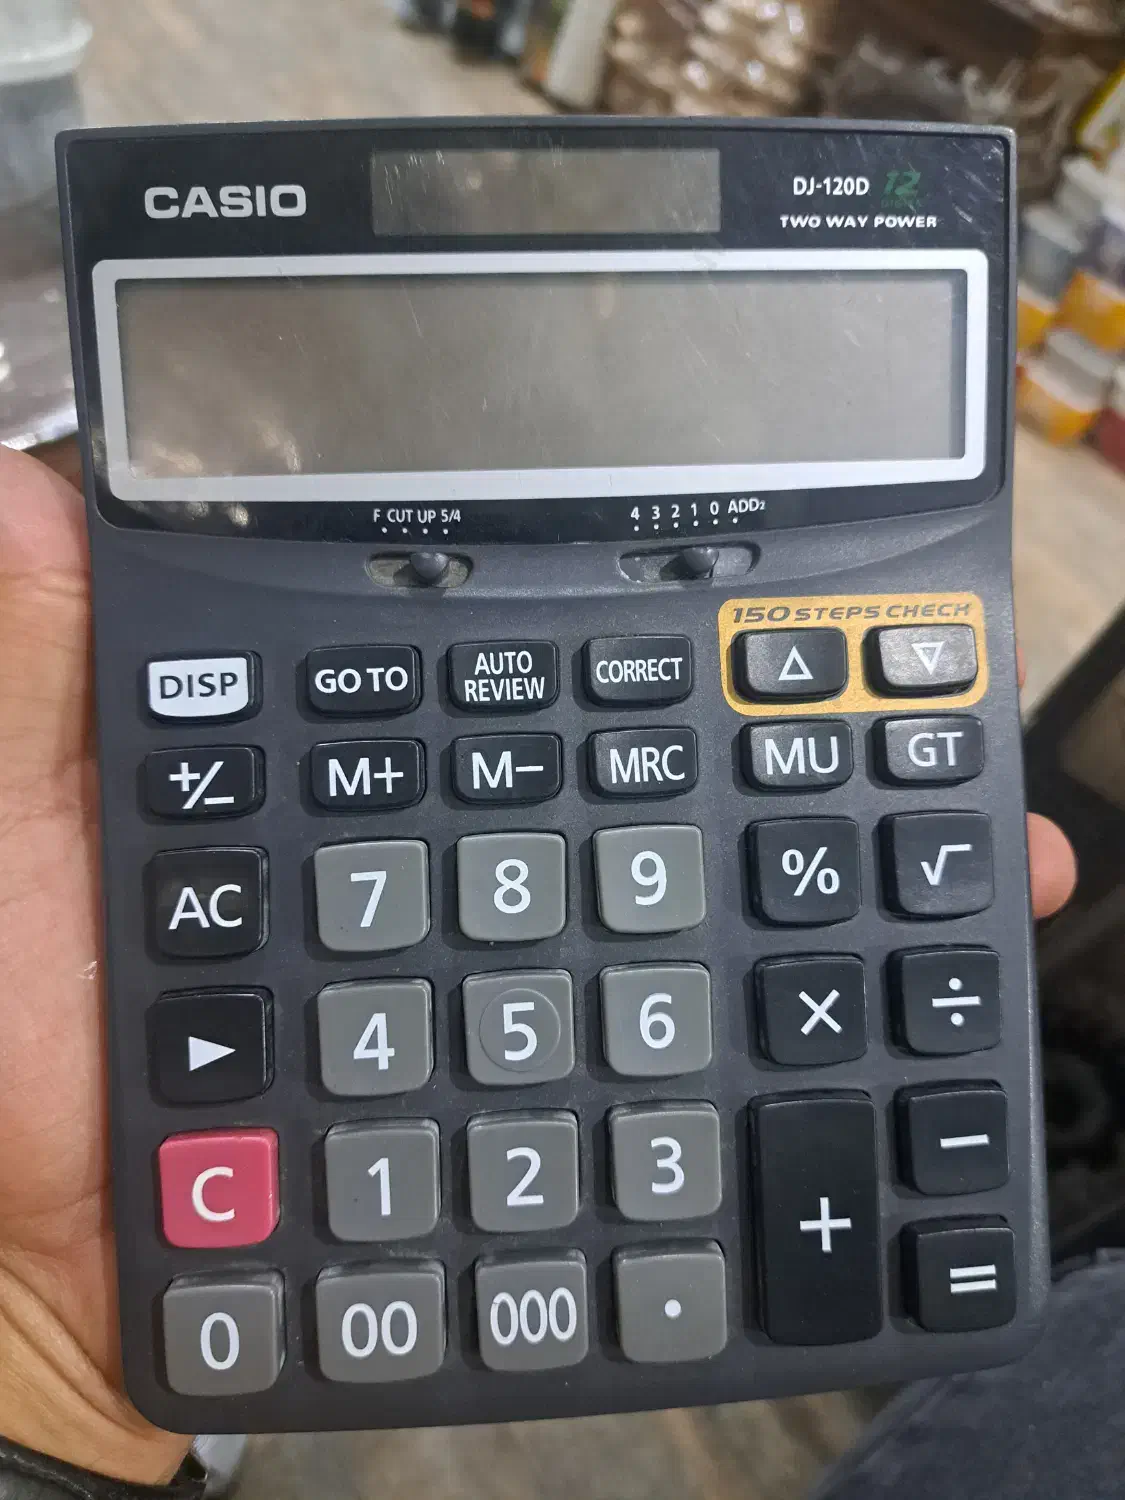 CASIO
DJ-120D 12
DIGITS
TWO WAY POWER
F CUT UP 5/4
4 3 2 1 0 ADD2
150 STEPS CHECK
DISP GO TO AUTO REVIEW CORRECT △ ▽
+/− M+ M− MRC MU GT
AC 7 8 9 % √
▶ 4 5 6 × ÷
C 1 2 3 + −
0 00 000 · =